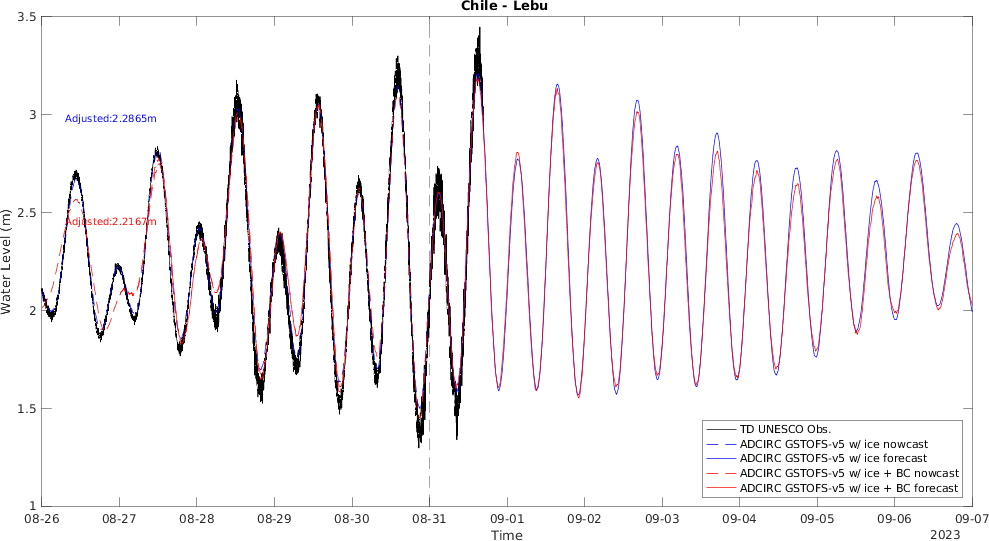 Chile - Lebu
3.5
3
2.5
2
1.5
1
Water Level (m)
Adjusted:2.2865m
Adjusted:2.2167m
TD UNESCO Obs.
ADCIRC GSTOFS-v5 w/ ice nowcast
ADCIRC GSTOFS-v5 w/ ice forecast
ADCIRC GSTOFS-v5 w/ ice + BC nowcast
ADCIRC GSTOFS-v5 w/ ice + BC forecast
08-26 08-27 08-28 08-29 08-30 08-31 09-01 09-02 09-03 09-04 09-05 09-06 09-07
Time
2023